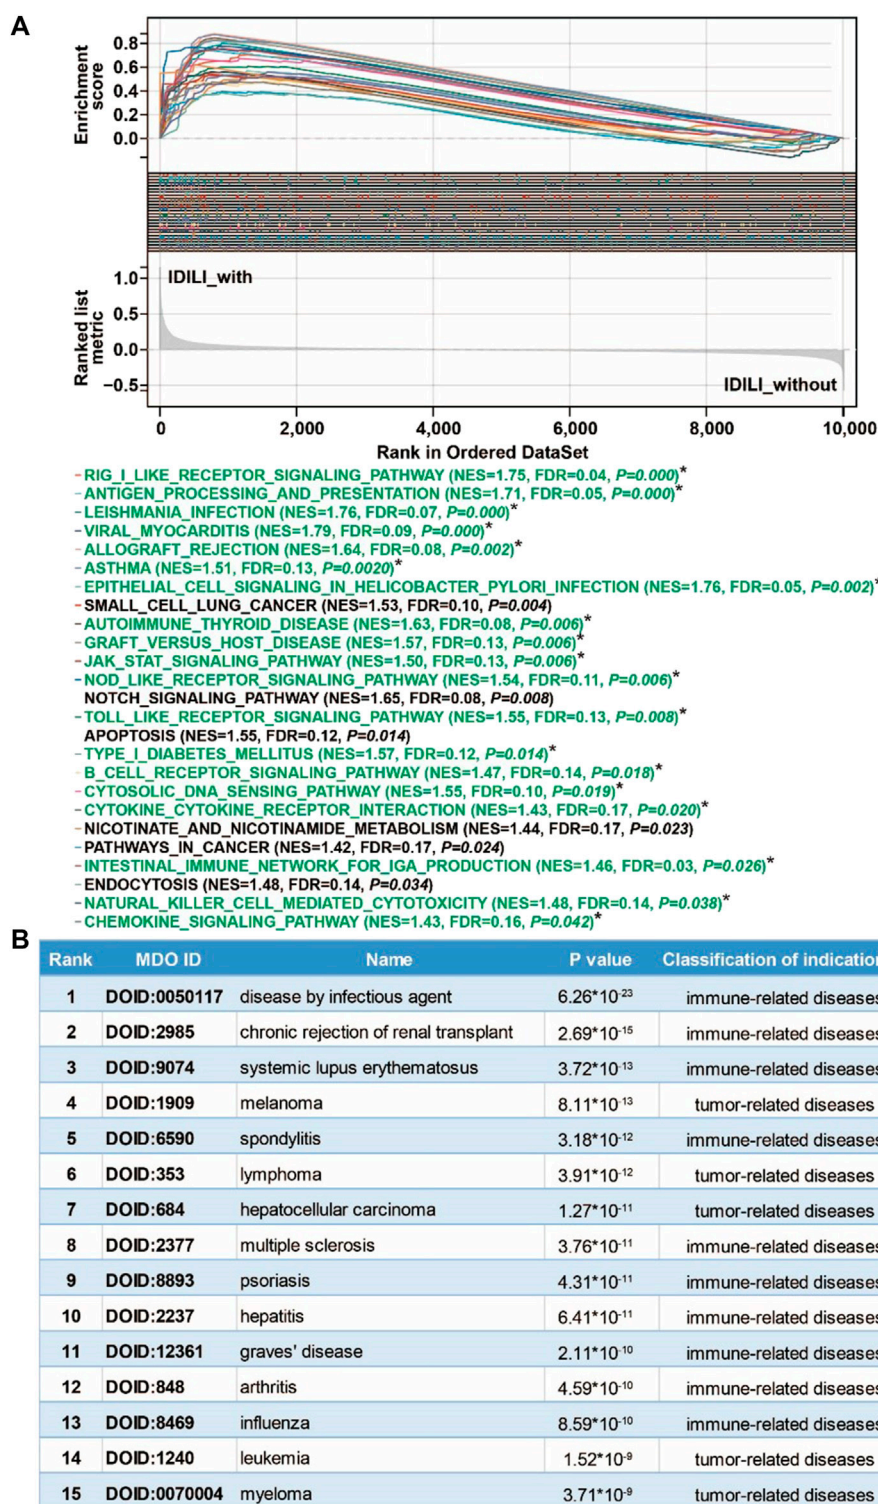 A
Enrichment
score
0.8
0.6
0.4
0.2
0.0
IDILI_with
Ranked list
metric
1.0
0.5
0.0
−0.5
IDILI_without
0 2,000 4,000 6,000 8,000 10,000
Rank in Ordered DataSet
RIG_I_LIKE_RECEPTOR_SIGNALING_PATHWAY (NES=1.75, FDR=0.04, P=0.000)*
ANTIGEN_PROCESSING_AND_PRESENTATION (NES=1.71, FDR=0.05, P=0.000)*
LEISHMANIA_INFECTION (NES=1.76, FDR=0.07, P=0.000)*
VIRAL_MYOCARDITIS (NES=1.79, FDR=0.09, P=0.000)*
ALLOGRAFT_REJECTION (NES=1.64, FDR=0.08, P=0.002)*
ASTHMA (NES=1.51, FDR=0.13, P=0.0020)*
EPITHELIAL_CELL_SIGNALING_IN_HELICOBACTER_PYLORI_INFECTION (NES=1.76, FDR=0.05, P=0.002)*
SMALL_CELL_LUNG_CANCER (NES=1.53, FDR=0.10, P=0.004)
AUTOIMMUNE_THYROID_DISEASE (NES=1.63, FDR=0.08, P=0.006)*
GRAFT_VERSUS_HOST_DISEASE (NES=1.57, FDR=0.13, P=0.006)*
JAK_STAT_SIGNALING_PATHWAY (NES=1.50, FDR=0.13, P=0.006)*
NOD_LIKE_RECEPTOR_SIGNALING_PATHWAY (NES=1.54, FDR=0.11, P=0.006)*
NOTCH_SIGNALING_PATHWAY (NES=1.65, FDR=0.08, P=0.008)
TOLL_LIKE_RECEPTOR_SIGNALING_PATHWAY (NES=1.55, FDR=0.13, P=0.008)*
APOPTOSIS (NES=1.55, FDR=0.12, P=0.014)
TYPE_I_DIABETES_MELLITUS (NES=1.57, FDR=0.12, P=0.014)*
B_CELL_RECEPTOR_SIGNALING_PATHWAY (NES=1.47, FDR=0.14, P=0.018)*
CYTOSOLIC_DNA_SENSING_PATHWAY (NES=1.55, FDR=0.10, P=0.019)*
CYTOKINE_CYTOKINE_RECEPTOR_INTERACTION (NES=1.43, FDR=0.17, P=0.020)*
NICOTINATE_AND_NICOTINAMIDE_METABOLISM (NES=1.44, FDR=0.17, P=0.023)
PATHWAYS_IN_CANCER (NES=1.42, FDR=0.17, P=0.024)
INTESTINAL_IMMUNE_NETWORK_FOR_IGA_PRODUCTION (NES=1.46, FDR=0.03, P=0.026)*
ENDOCYTOSIS (NES=1.48, FDR=0.14, P=0.034)
NATURAL_KILLER_CELL_MEDIATED_CYTOTOXICITY (NES=1.48, FDR=0.14, P=0.038)*
CHEMOKINE_SIGNALING_PATHWAY (NES=1.43, FDR=0.16, P=0.042)*
B
Rank MDO ID Name P value Classification of indication
1 DOID:0050117 disease by infectious agent 6.26*10⁻²³ immune-related diseases
2 DOID:2985 chronic rejection of renal transplant 2.69*10⁻¹⁵ immune-related diseases
3 DOID:9074 systemic lupus erythematosus 3.72*10⁻¹³ immune-related diseases
4 DOID:1909 melanoma 8.11*10⁻¹³ tumor-related diseases
5 DOID:6590 spondylitis 3.18*10⁻¹² immune-related diseases
6 DOID:353 lymphoma 3.91*10⁻¹² tumor-related diseases
7 DOID:684 hepatocellular carcinoma 1.27*10⁻¹¹ tumor-related diseases
8 DOID:2377 multiple sclerosis 3.76*10⁻¹¹ immune-related diseases
9 DOID:8893 psoriasis 4.31*10⁻¹¹ immune-related diseases
10 DOID:2237 hepatitis 6.41*10⁻¹¹ immune-related diseases
11 DOID:12361 graves' disease 2.11*10⁻¹⁰ immune-related diseases
12 DOID:848 arthritis 4.59*10⁻¹⁰ immune-related diseases
13 DOID:8469 influenza 8.59*10⁻¹⁰ immune-related diseases
14 DOID:1240 leukemia 1.52*10⁻⁹ tumor-related diseases
15 DOID:0070004 myeloma 3.71*10⁻⁹ tumor-related diseases